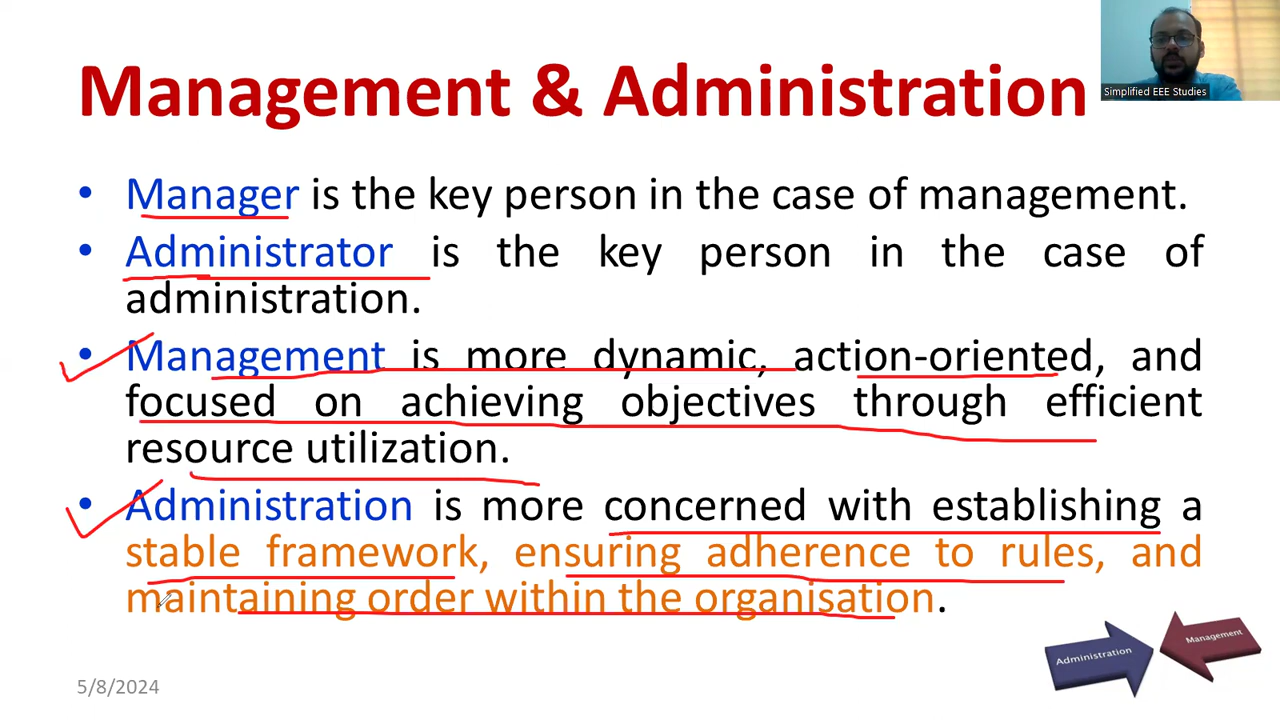 Management & Administration
Simplified EEE Studies
• Manager is the key person in the case of management.
• Administrator is the key person in the case of
administration.
• Management is more dynamic, action-oriented, and
focused on achieving objectives through efficient
resource utilization.
• Administration is more concerned with establishing a
stable framework, ensuring adherence to rules, and
maintaining order within the organisation.
Administration
Management
5/8/2024